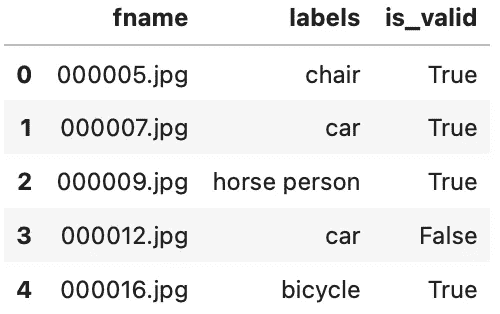 fname labels is_valid
0 000005.jpg chair True
1 000007.jpg car True
2 000009.jpg horse person True
3 000012.jpg car False
4 000016.jpg bicycle True